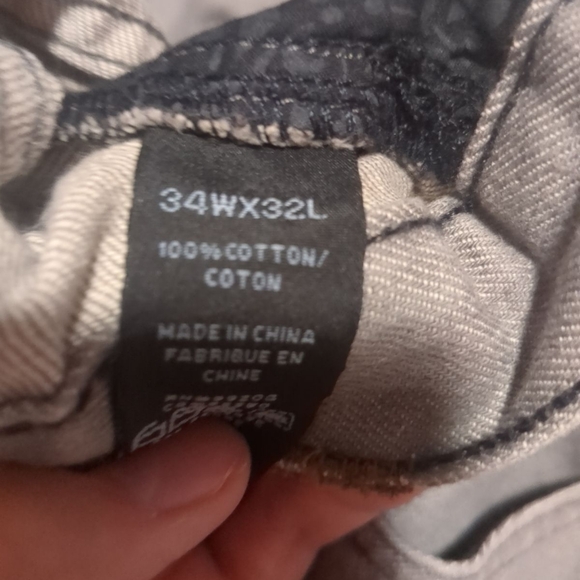 34WX32L
100% COTTON/
COTON
MADE IN CHINA
FABRIQUE EN
CHINE